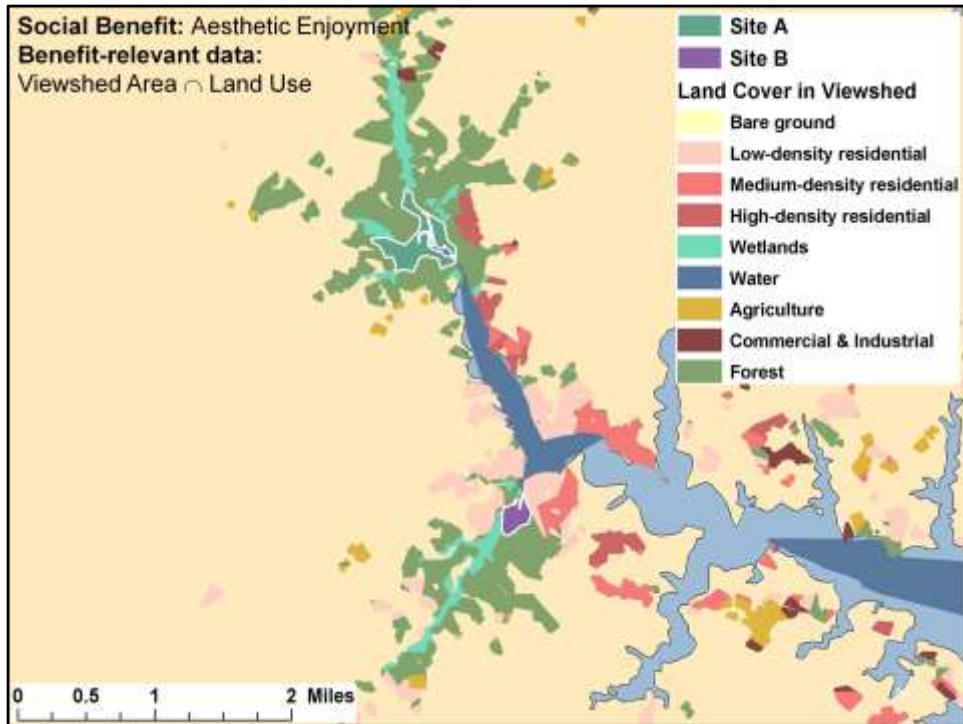 Social Benefit: Aesthetic Enjoyment
Benefit-relevant data:
Viewshed Area ∩ Land Use
Site A
Site B
Land Cover in Viewshed
Bare ground
Low-density residential
Medium-density residential
High-density residential
Wetlands
Water
Agriculture
Commercial & Industrial
Forest
0 0.5 1 2 Miles